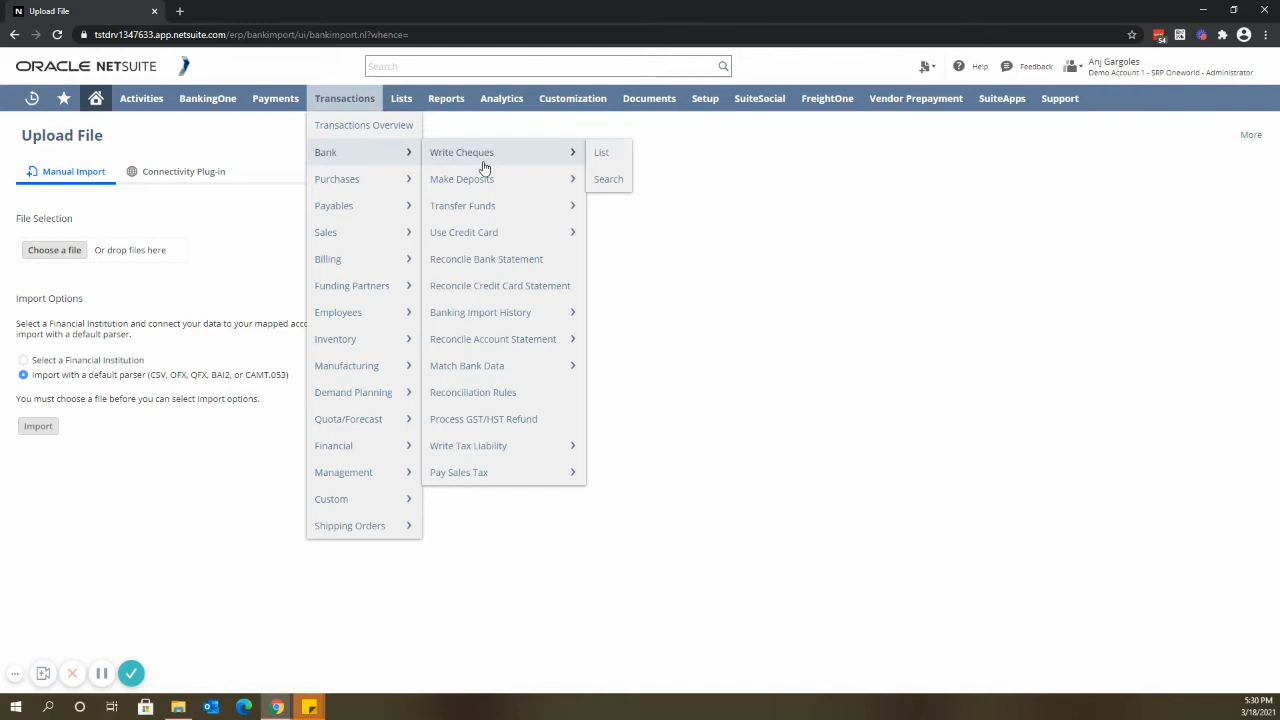 Upload File
tstdrv1347633.app.netsuite.com/erp/bankimport/ui/bankimport.nl?whence=
54
ORACLE NETSUITE
Search
Help
Feedback
Anj Gargoles
Demo Account 1 - SRP Oneworld - Administrator
Activities
BankingOne
Payments
Transactions
Lists
Reports
Analytics
Customization
Documents
Setup
SuiteSocial
FreightOne
Vendor Prepayment
SuiteApps
Support
Upload File
More
Manual Import
Connectivity Plug-in
File Selection
Choose a file
Or drop files here
Import Options
Select a Financial Institution and connect your data to your mapped acco
import with a default parser.
Select a Financial Institution
Import with a default parser (CSV, OFX, QFX, BAI2, or CAMT.053)
You must choose a file before you can select import options.
Import
Transactions Overview
Bank
Purchases
Payables
Sales
Billing
Funding Partners
Employees
Inventory
Manufacturing
Demand Planning
Quota/Forecast
Financial
Management
Custom
Shipping Orders
Write Cheques
Make Deposits
Transfer Funds
Use Credit Card
Reconcile Bank Statement
Reconcile Credit Card Statement
Banking Import History
Reconcile Account Statement
Match Bank Data
Reconciliation Rules
Process GST/HST Refund
Write Tax Liability
Pay Sales Tax
List
Search
5:30 PM
3/18/2021